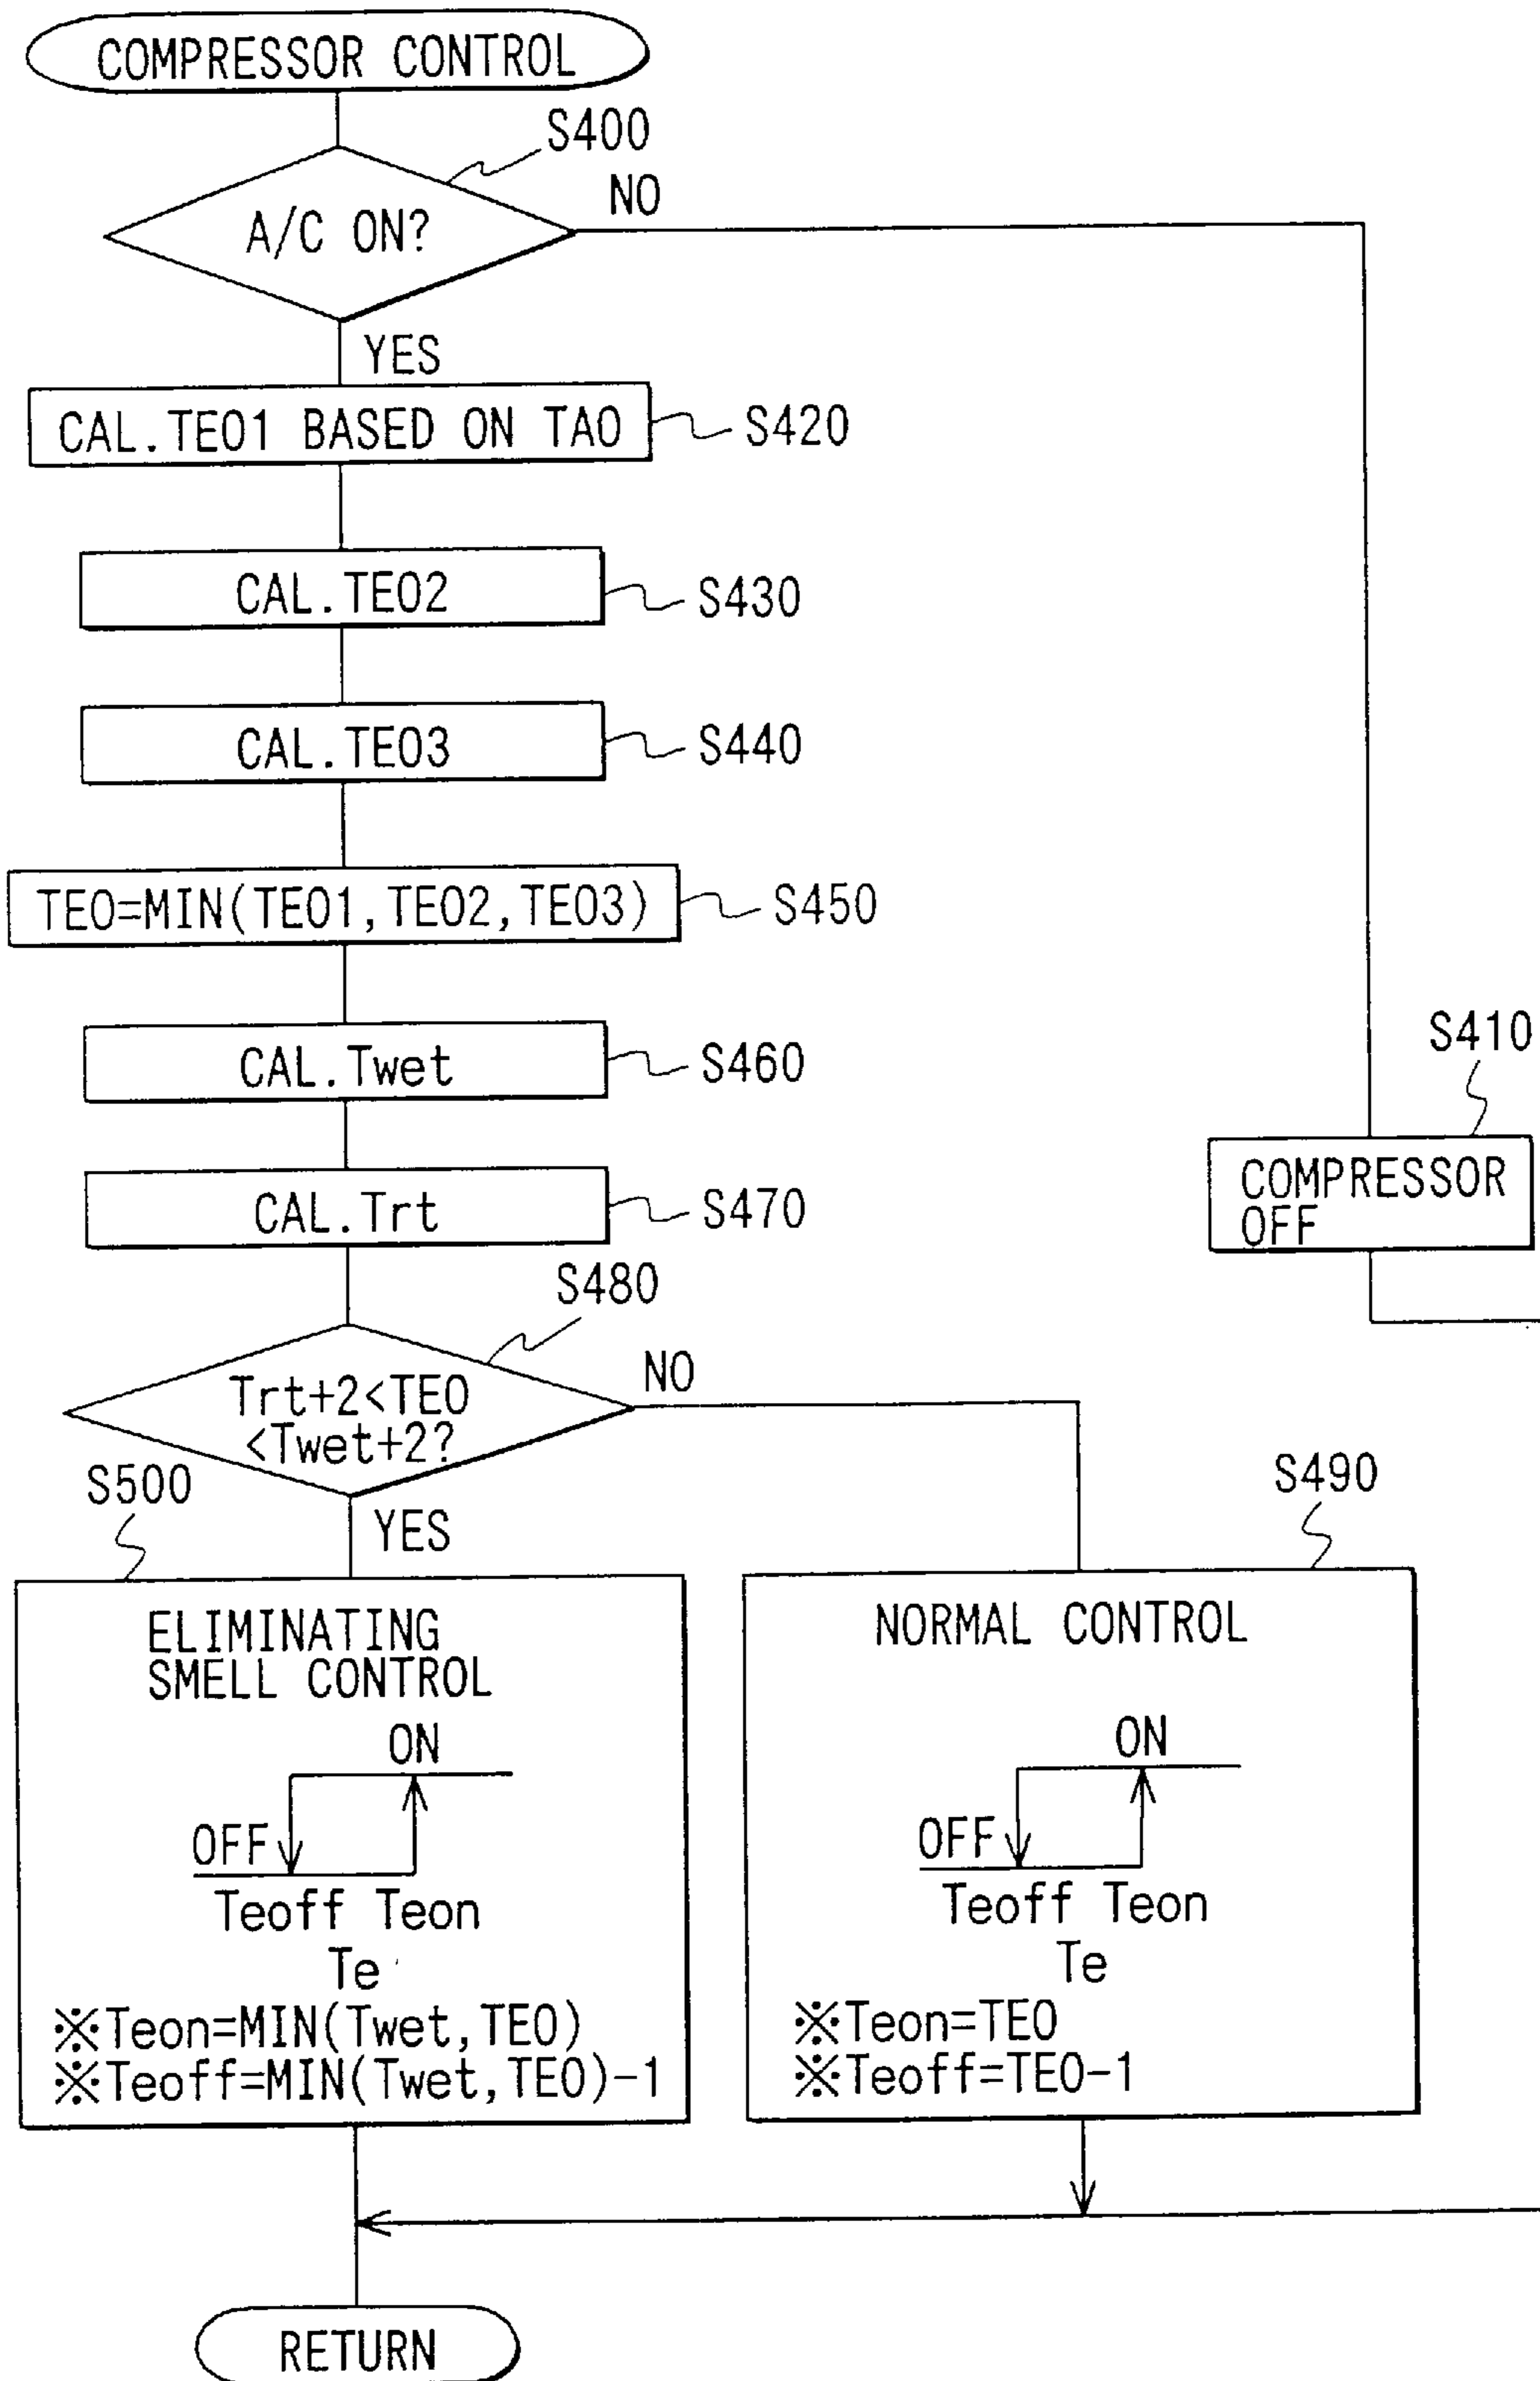 COMPRESSOR CONTROL
S400
NO
A/C ON?
YES
CAL.TEO1 BASED ON TAO
S420
CAL.TEO2
S430
CAL.TEO3
S440
TEO=MIN(TEO1,TEO2,TEO3)
S450
CAL.Twet
S460
S410
COMPRESSOR
OFF
CAL.Trt
S470
S480
NO
Trt+2<TEO
<Twet+2?
YES
S500
ELIMINATING
SMELL CONTROL
ON
OFF
Teoff Teon
Te
※Teon=MIN(Twet,TEO)
※Teoff=MIN(Twet,TEO)-1
S490
NORMAL CONTROL
ON
OFF
Teoff Teon
Te
※Teon=TEO
※Teoff=TEO-1
RETURN